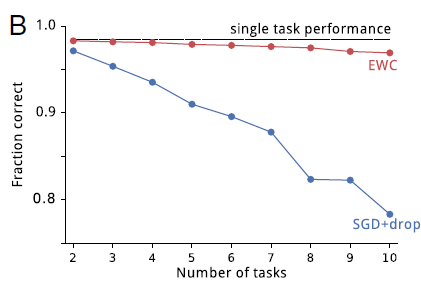 B
single task performance
EWC
SGD+drop
Fraction correct
1.0
0.9
0.8
2 3 4 5 6 7 8 9 10
Number of tasks